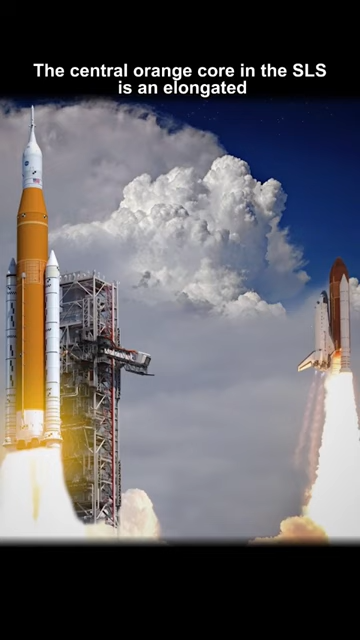 The central orange core in the SLS
is an elongated